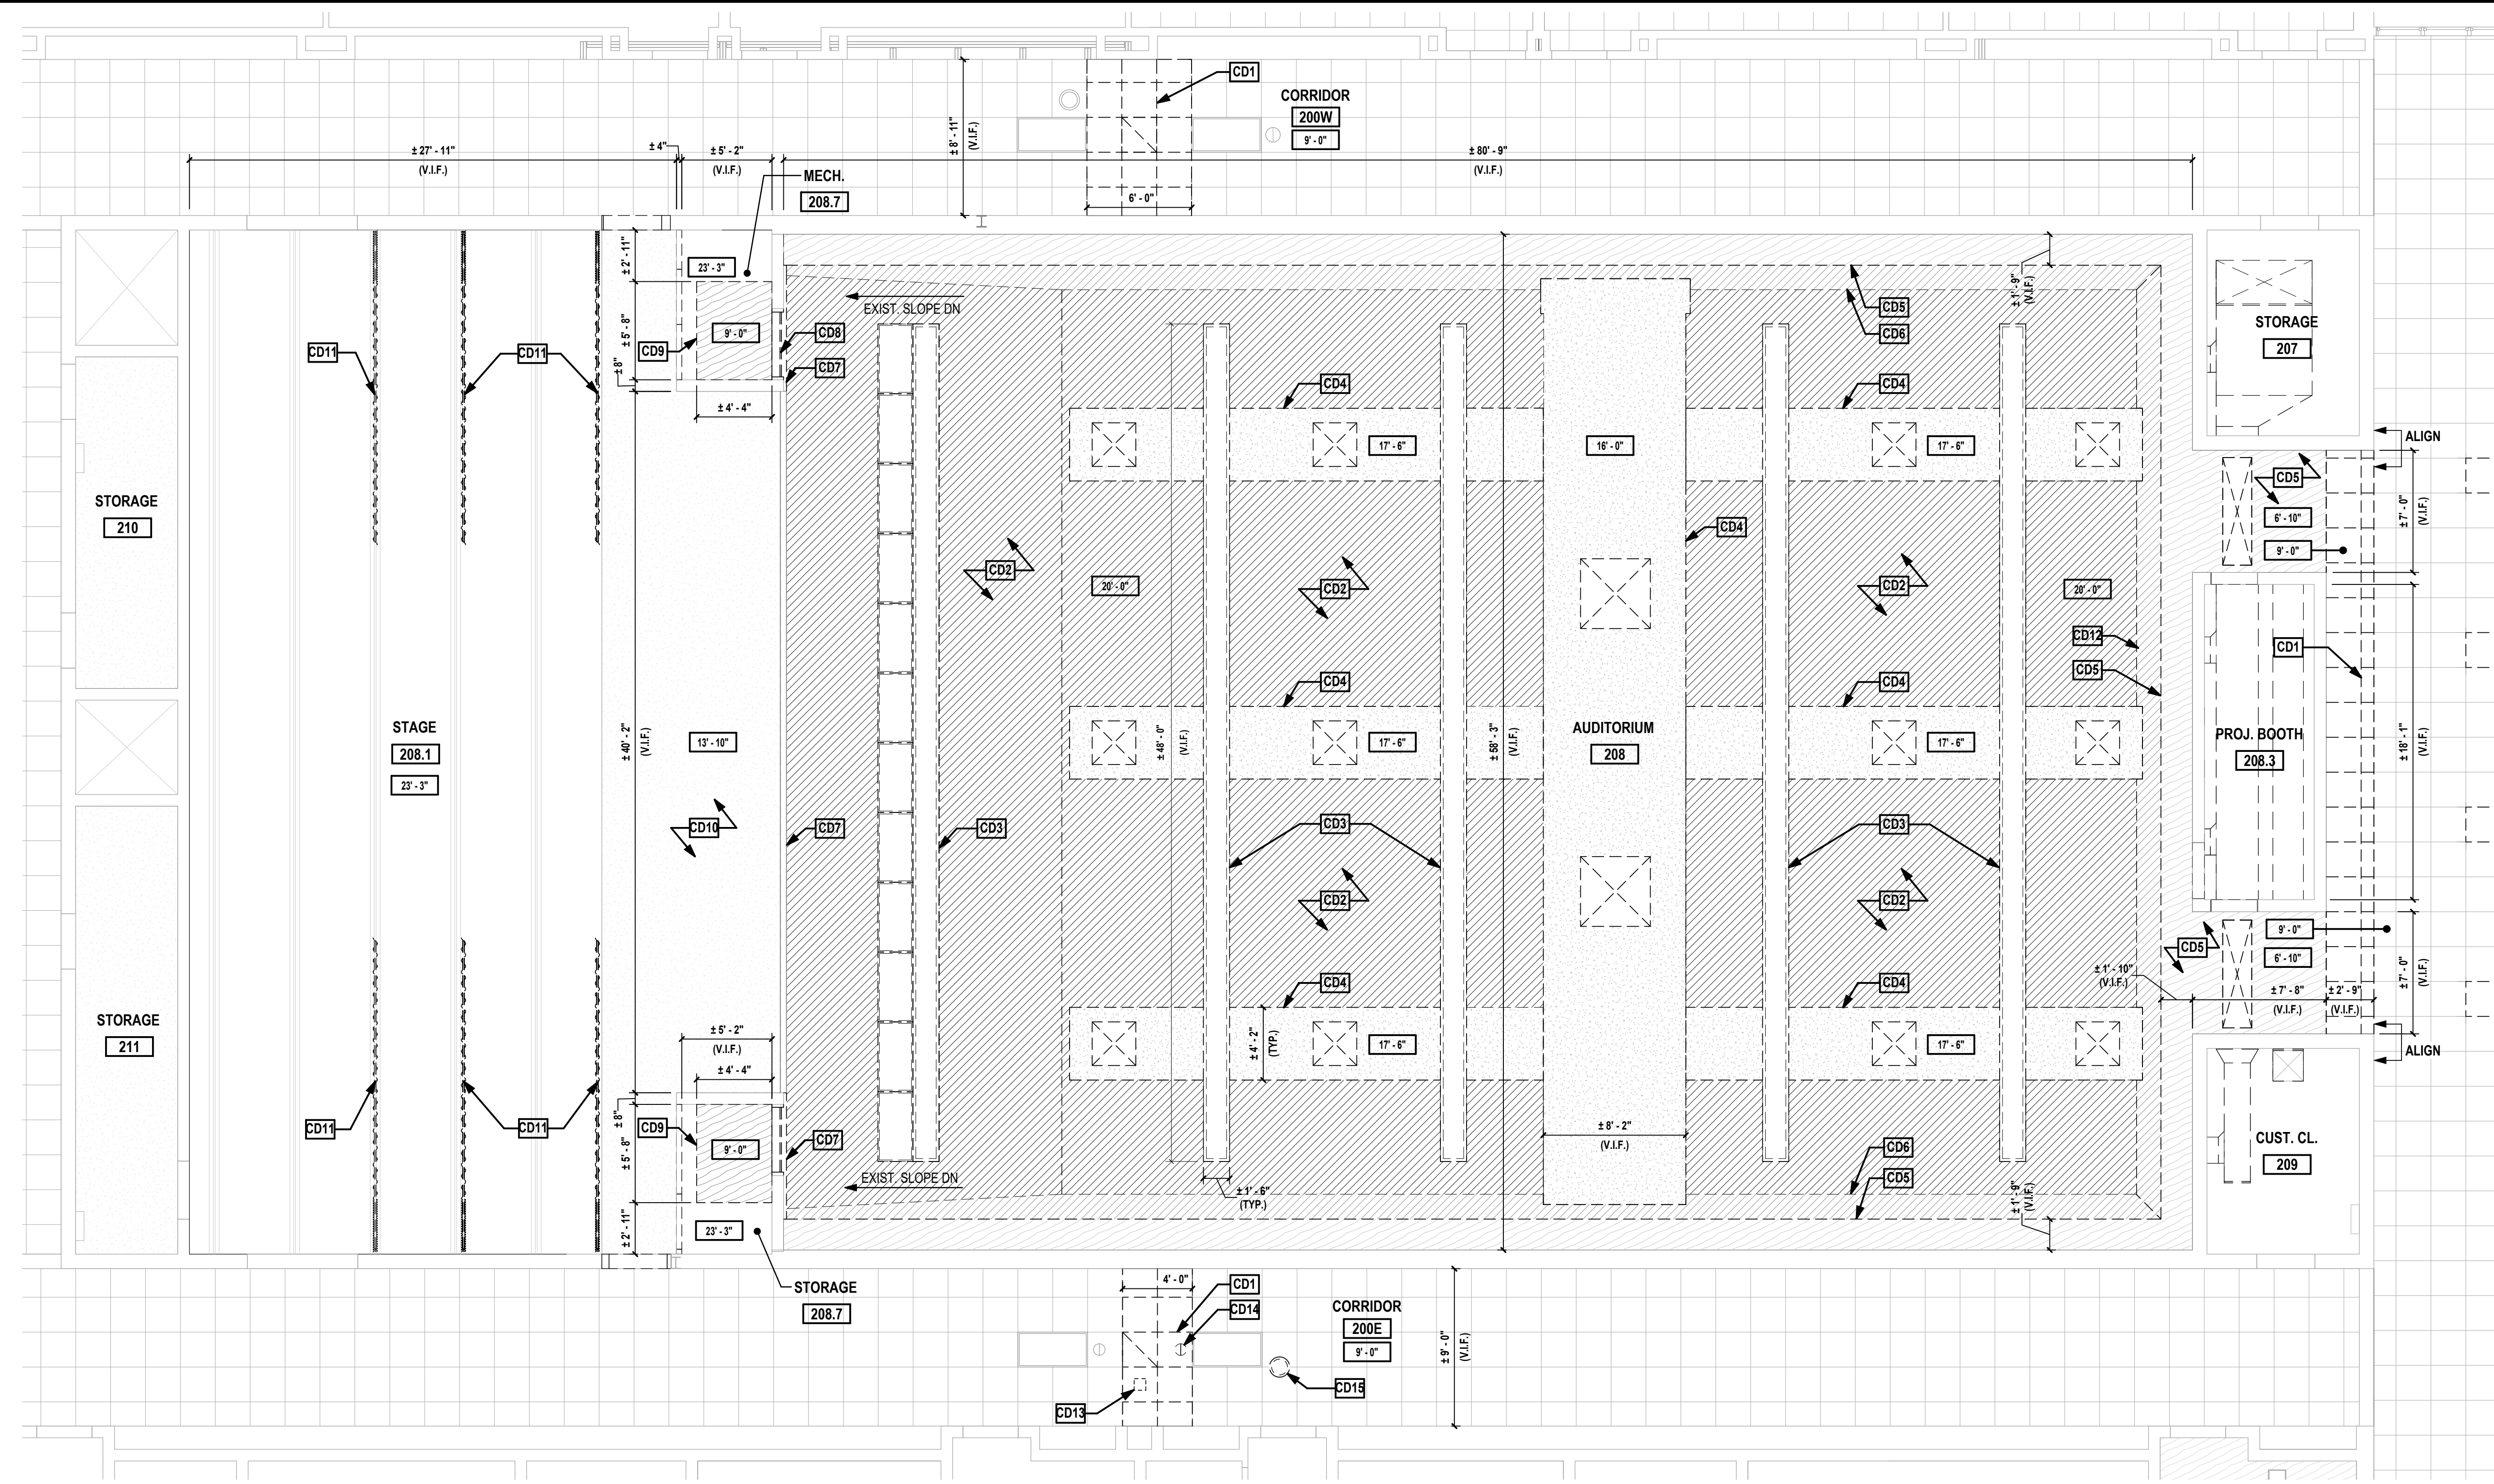 CD1
CORRIDOR
200W
9' - 0"
± 8' - 11"
(V.I.F.)
± 27' - 11"
(V.I.F.)
± 4"
± 5' - 2"
(V.I.F.)
± 80' - 9"
(V.I.F.)
MECH.
208.7
6' - 0"
± 2' - 11"
23' - 3"
EXIST. SLOPE DN
± 1' - 9"
(V.I.F.)
CD5
CD6
STORAGE
207
± 5' - 8"
9' - 0"
CD8
CD7
CD9
CD11
CD11
± 8"
± 4' - 4"
CD4
CD4
17' - 6"
16' - 0"
17' - 6"
ALIGN
CD5
6' - 10"
9' - 0"
± 7' - 0"
(V.I.F.)
STORAGE
210
CD4
CD2
20' - 0"
CD2
CD2
20' - 0"
CD12
CD5
CD1
CD4
CD4
STAGE
208.1
23' - 3"
± 40' - 2"
(V.I.F.)
13' - 10"
± 48' - 0"
(V.I.F.)
17' - 6"
± 58' - 3"
(V.I.F.)
AUDITORIUM
208
17' - 6"
PROJ. BOOTH
208.3
± 18' - 1"
(V.I.F.)
CD10
CD7
CD3
CD3
CD3
CD2
CD2
9' - 0"
6' - 10"
CD5
± 7' - 0"
(V.I.F.)
± 1' - 10"
(V.I.F.)
± 7' - 8"
(V.I.F.)
± 2' - 9"
(V.I.F.)
CD4
CD4
STORAGE
211
± 5' - 2"
(V.I.F.)
± 4' - 4"
± 4' - 2"
(TYP.)
17' - 6"
17' - 6"
ALIGN
CD11
CD11
± 8"
CD9
± 5' - 8"
9' - 0"
CD7
± 8' - 2"
(V.I.F.)
CD6
CD5
CUST. CL.
209
EXIST. SLOPE DN
± 1' - 6"
(TYP.)
± 1' - 9"
(V.I.F.)
± 2' - 11"
23' - 3"
STORAGE
208.7
4' - 0"
CD1
CD14
CORRIDOR
200E
9' - 0"
± 9' - 0"
(V.I.F.)
CD15
CD13